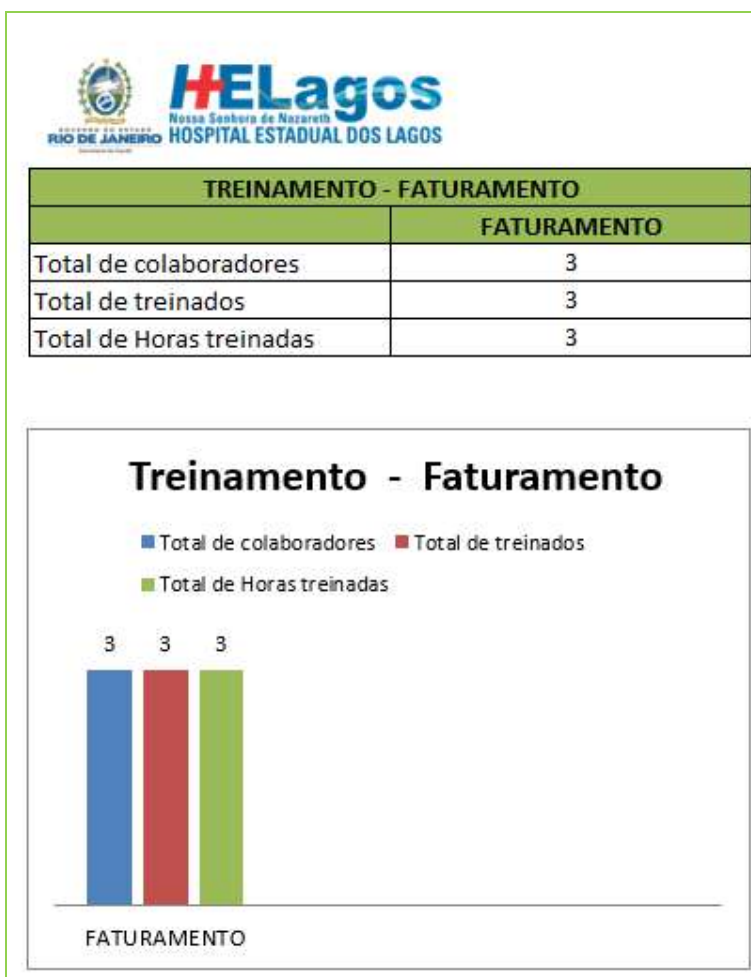 HELagos
Nossa Senhora de Nazareth
RIO DE JANEIRO HOSPITAL ESTADUAL DOS LAGOS
TREINAMENTO - FATURAMENTO
FATURAMENTO
Total de colaboradores 3
Total de treinados 3
Total de Horas treinadas 3
Treinamento - Faturamento
Total de colaboradores Total de treinados
Total de Horas treinadas
3 3 3
FATURAMENTO